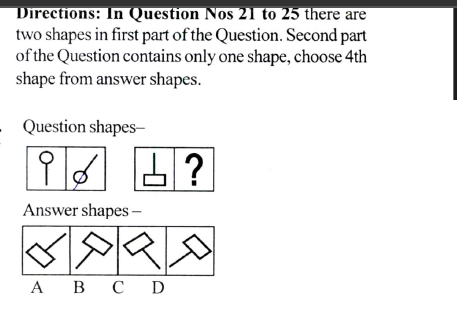 Directions: In Question Nos 21 to 25 there are
two shapes in first part of the Question. Second part
of the Question contains only one shape, choose 4th
shape from answer shapes.
Question shapes–
?
Answer shapes –
A B C D